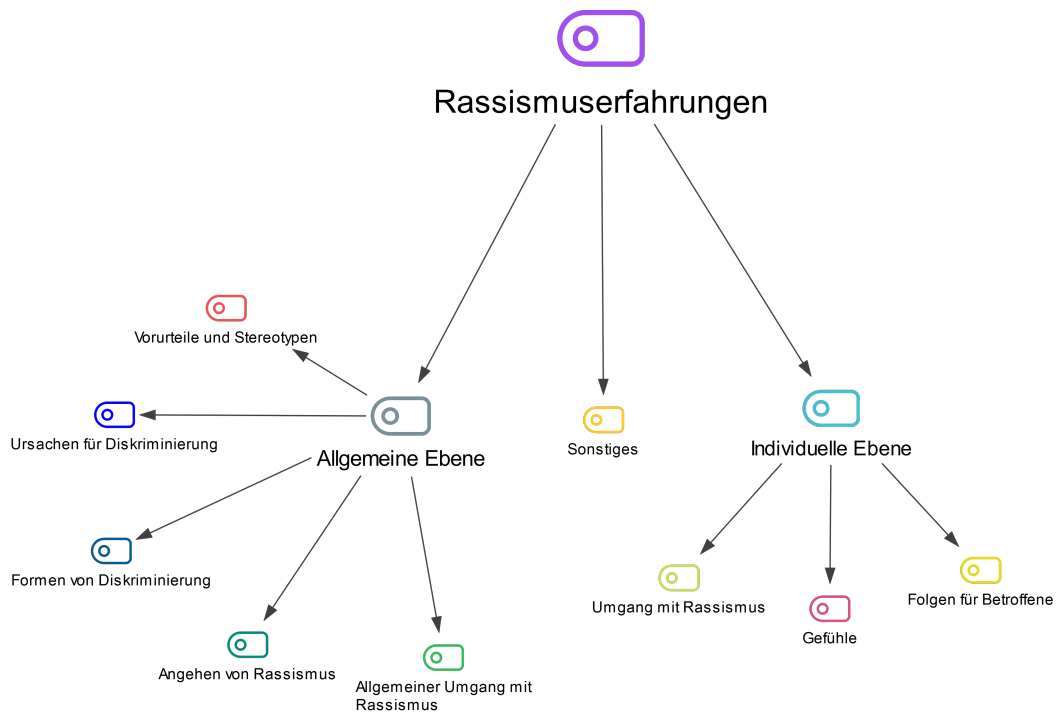 Rassismuserfahrungen
Vorurteile und Stereotypen
Ursachen für Diskriminierung
Allgemeine Ebene
Sonstiges
Individuelle Ebene
Formen von Diskriminierung
Umgang mit Rassismus
Gefühle
Folgen für Betroffene
Angehen von Rassismus
Allgemeiner Umgang mit
Rassismus